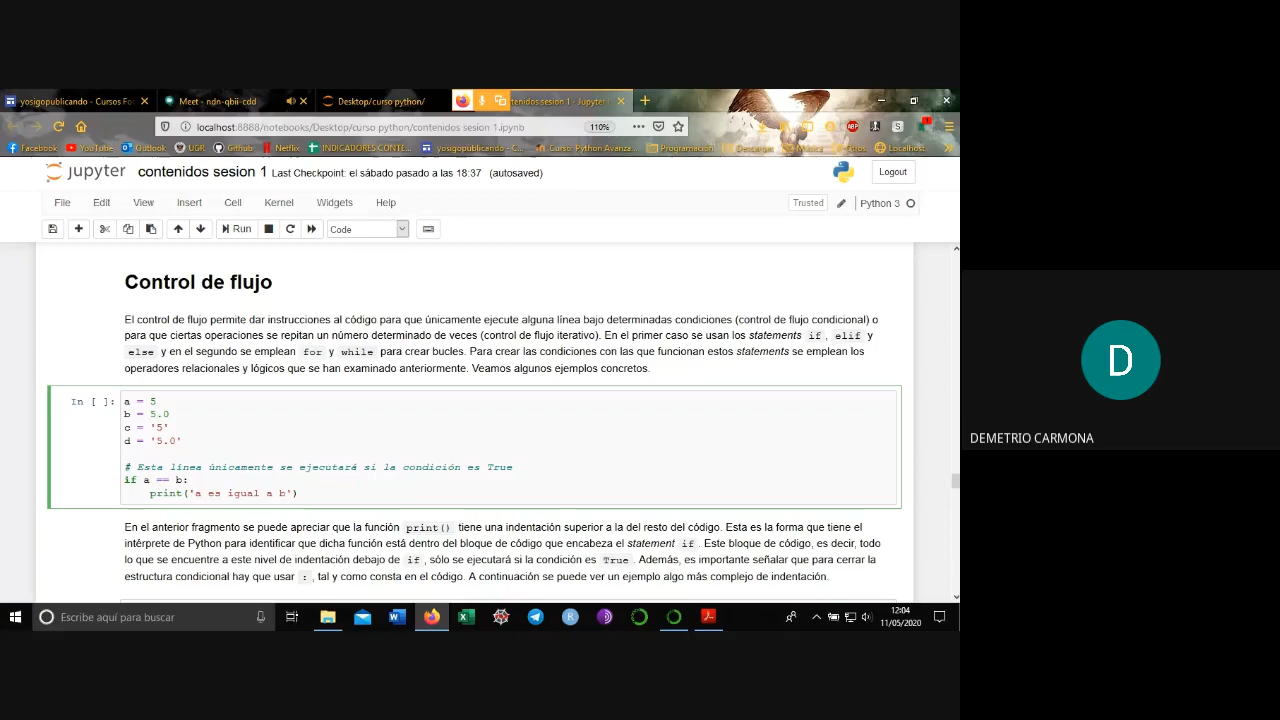 yosigopublicando - Cursos For
Meet - ndn-qbii-cdd
Desktop/curso python/
ntenidos sesion 1 - Jupyter
localhost:8888/notebooks/Desktop/curso python/contenidos sesion 1.ipynb
110%
Facebook
YouTube
Outlook
UGR
Github
Netflix
INDICADORES CONTE...
yosigopublicando - C...
Curso: Python Avanza...
Programación
Descargas
Música
Otros
Localhost
jupyter contenidos sesion 1 Last Checkpoint: el sábado pasado a las 18:37 (autosaved)
Logout
File Edit View Insert Cell Kernel Widgets Help
Trusted
Python 3
Run
Code
Control de flujo
El control de flujo permite dar instrucciones al código para que únicamente ejecute alguna línea bajo determinadas condiciones (control de flujo condicional) o
para que ciertas operaciones se repitan un número determinado de veces (control de flujo iterativo). En el primer caso se usan los statements if, elif y
else y en el segundo se emplean for y while para crear bucles. Para crear las condiciones con las que funcionan estos statements se emplean los
operadores relacionales y lógicos que se han examinado anteriormente. Veamos algunos ejemplos concretos.
In [ ]: a = 5
b = 5.0
c = '5'
d = '5.0'
# Esta línea únicamente se ejecutará si la condición es True
if a == b:
print('a es igual a b')
En el anterior fragmento se puede apreciar que la función print() tiene una indentación superior a la del resto del código. Esta es la forma que tiene el
intérprete de Python para identificar que dicha función está dentro del bloque de código que encabeza el statement if. Este bloque de código, es decir, todo
lo que se encuentre a este nivel de indentación debajo de if, sólo se ejecutará si la condición es True. Además, es importante señalar que para cerrar la
estructura condicional hay que usar :, tal y como consta en el código. A continuación se puede ver un ejemplo algo más complejo de indentación.
Escribe aquí para buscar
12:04
11/05/2020
D
DEMETRIO CARMONA